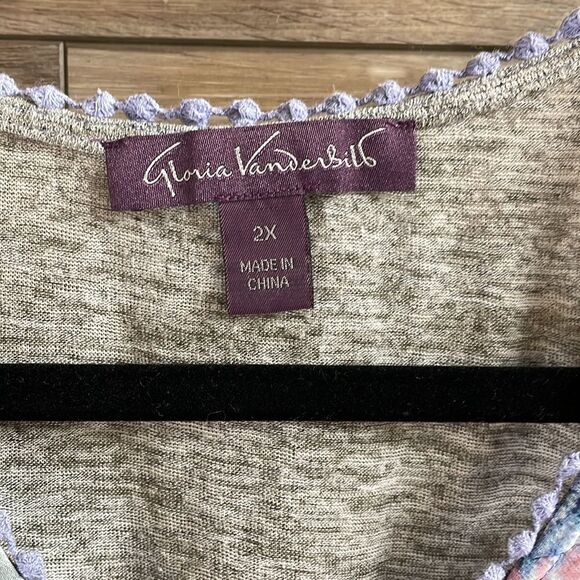 Gloria Vanderbilt
2X
MADE IN
CHINA